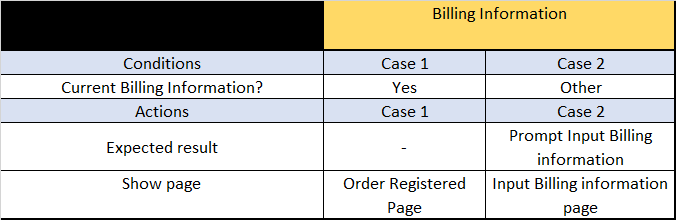 Billing Information
Conditions Case 1 Case 2
Current Billing Information? Yes Other
Actions Case 1 Case 2
Expected result - Prompt Input Billing
information
Show page Order Registered Input Billing information
Page page